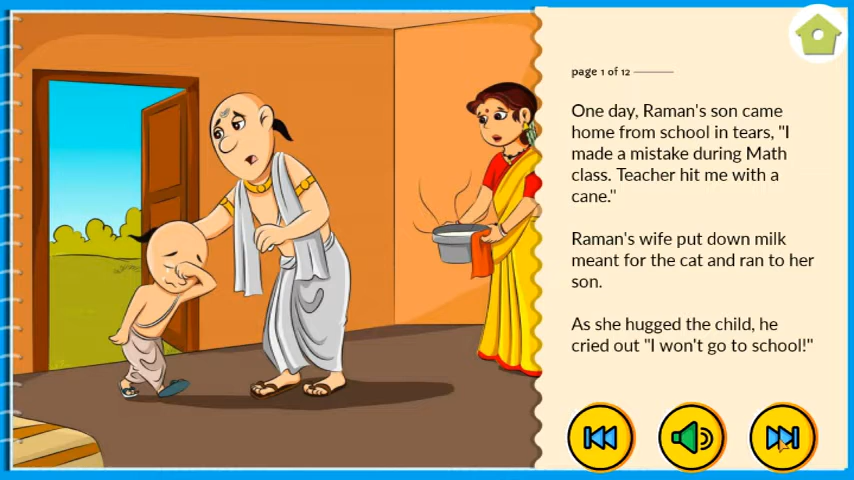 page 1 of 12
One day, Raman's son came
home from school in tears, "I
made a mistake during Math
class. Teacher hit me with a
cane."
Raman's wife put down milk
meant for the cat and ran to her
son.
As she hugged the child, he
cried out "I won't go to school!"